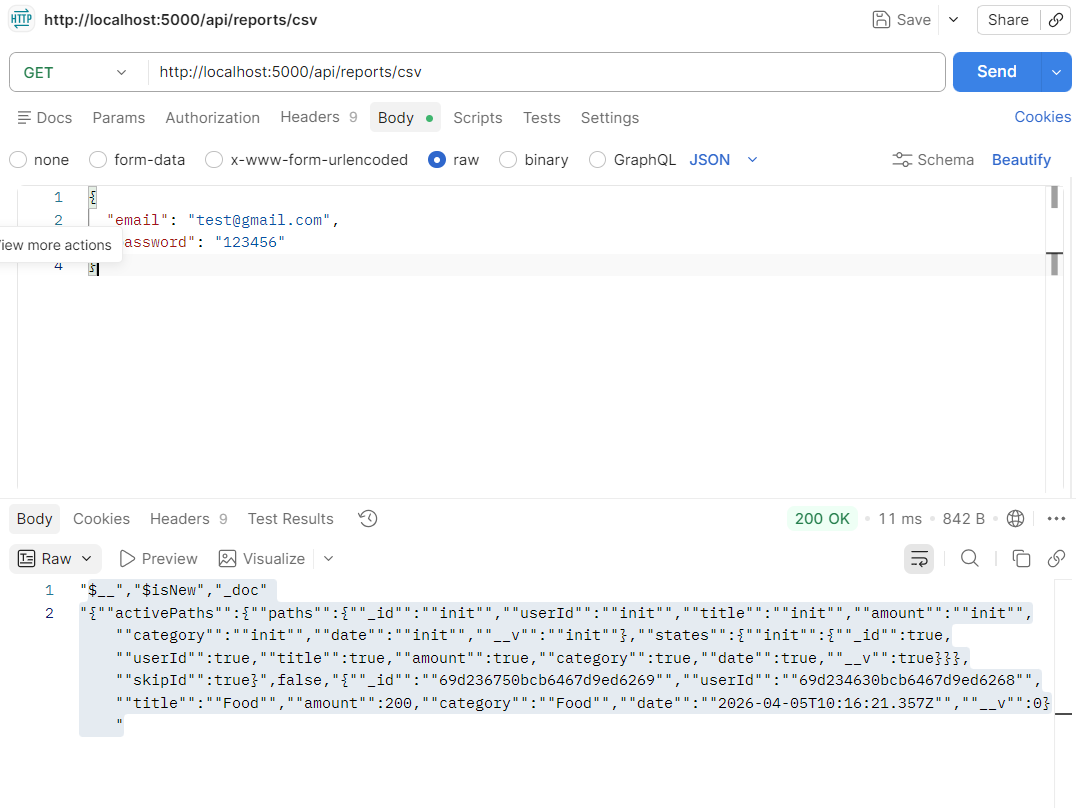 HTTP http://localhost:5000/api/reports/csv Save Share
GET http://localhost:5000/api/reports/csv Send
Docs Params Authorization Headers 9 Body Scripts Tests Settings Cookies
none form-data x-www-form-urlencoded raw binary GraphQL JSON Schema Beautify
1 {
2 "email": "test@gmail.com",
iew more actions assword": "123456"
4 }
Body Cookies Headers 9 Test Results 200 OK 11 ms 842 B
Raw Preview Visualize
1 "$__","$isNew","_doc"
2 "{""activePaths"":{""paths"":{""_id"":""init"",""userId"":""init"",""title"":""init"",""amount"":""init"",
""category"":""init"",""date"":""init"",""__v"":""init""},""states"":{""init"":{""_id"":true,
""userId"":true,""title"":true,""amount"":true,""category"":true,""date"":true,""__v"":true}}},
""skipId"":true}",false,"{""_id"":""69d236750bcb6467d9ed6269"",""userId"":""69d234630bcb6467d9ed6268"",
""title"":""Food"",""amount"":200,""category"":""Food"",""date"":""2026-04-05T10:16:21.357Z"",""__v"":0}
"